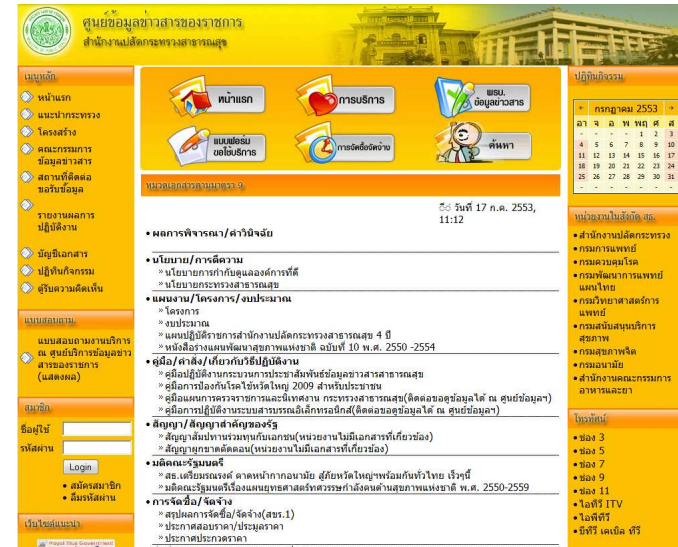 ศูนย์ข้อมูลข่าวสารของราชการ
สำนักงานปลัดกระทรวงสาธารณสุข
เมนูหลัก
หน้าแรก
แนะนำกระทรวง
โครงสร้าง
คณะกรรมการ
ข้อมูลข่าวสาร
สถานที่ติดต่อ
ขอรับข้อมูล
รายงานผลการ
ปฏิบัติงาน
บัญชีเอกสาร
ปฏิทินกิจกรรม
ตู้รับความคิดเห็น
แบบสอบถาม
แบบสอบถามงานบริการ
ณ ศูนย์บริการข้อมูลข่าว
สารของราชการ
(แสดงผล)
สมาชิก
ชื่อผู้ใช้
รหัสผ่าน
Login
• สมัครสมาชิก
• ลืมรหัสผ่าน
เว็บไซต์แนะนำ
หน้าแรก
การบริการ
พรบ.
ข้อมูลข่าวสาร
แบบฟอร์ม
ขอใช้บริการ
การจัดซื้อจัดจ้าง
ค้นหา
หมวดเอกสารตามมาตรา 9
วันที่ 17 ก.ค. 2553,
11:12
• ผลการพิจารณา/คำวินิจฉัย
• นโยบาย/การตีความ
» นโยบายการกำกับดูแลองค์การที่ดี
» นโยบายกระทรวงสาธารณสุข
• แผนงาน/โครงการ/งบประมาณ
» โครงการ
» งบประมาณ
» แผนปฏิบัติราชการสำนักงานปลัดกระทรวงสาธารณสุข 4 ปี
» หนังสือร่างแผนพัฒนาสุขภาพแห่งชาติ ฉบับที่ 10 พ.ศ. 2550 -2554
• คู่มือ/คำสั่ง/เกี่ยวกับวิธีปฏิบัติงาน
» คู่มือปฏิบัติงานกระบวนการประชาสัมพันธ์ข้อมูลข่าวสารสาธารณสุข
» คู่มือการป้องกันโรคไข้หวัดใหญ่ 2009 สำหรับประชาชน
» คู่มือแผนการตรวจราชการและนิเทศงาน กระทรวงสาธารณสุข(ติดต่อขอดูข้อมูลได้ ณ ศูนย์ข้อมูลฯ)
» คู่มือการปฏิบัติงานระบบสารบรรณอิเล็กทรอนิกส์(ติดต่อขอดูข้อมูลได้ ณ ศูนย์ข้อมูลฯ)
• สัญญา/สัญญาสำคัญของรัฐ
» สัญญาสัมปทานร่วมทุนกับเอกชน(หน่วยงานไม่มีเอกสารที่เกี่ยวข้อง)
» สัญญาผูกขาดตัดตอน(หน่วยงานไม่มีเอกสารที่เกี่ยวข้อง)
• มติคณะรัฐมนตรี
» สธ.เตรียมรณรงค์ คาดหน้ากากอนามัย สู้ภัยหวัดใหญ่ฯพร้อมกันทั่วไทย เร็วๆนี้
» มติคณะรัฐมนตรีเรื่องแผนยุทธศาสตร์ทศวรรษกำลังคนด้านสุขภาพแห่งชาติ พ.ศ. 2550-2559
• การจัดซื้อ/จัดจ้าง
» สรุปผลการจัดซื้อ/จัดจ้าง(สขร.1)
» ประกาศสอบราคา/ประมูลราคา
» ประกาศประกวดราคา
ปฏิทินกิจกรรม
กรกฎาคม 2553
อา จ อ พ พฤ ศ ส
- - - - 1 2 3
4 5 6 7 8 9 10
11 12 13 14 15 16 17
18 19 20 21 22 23 24
25 26 27 28 29 30 31
- - - - - - -
หน่วยงานในสังกัด สธ.
• สำนักงานปลัดกระทรวง
• กรมการแพทย์
• กรมควบคุมโรค
• กรมพัฒนาการแพทย์
แผนไทย
• กรมวิทยาศาสตร์การ
แพทย์
• กรมสนับสนุนบริการ
สุขภาพ
• กรมสุขภาพจิต
• กรมอนามัย
• สำนักงานคณะกรรมการ
อาหารและยา
โทรทัศน์
• ช่อง 3
• ช่อง 5
• ช่อง 7
• ช่อง 9
• ช่อง 11
• ไอทีวี ITV
• ไอพีทีวี
• ยูทีวี เคเบิล ทีวี